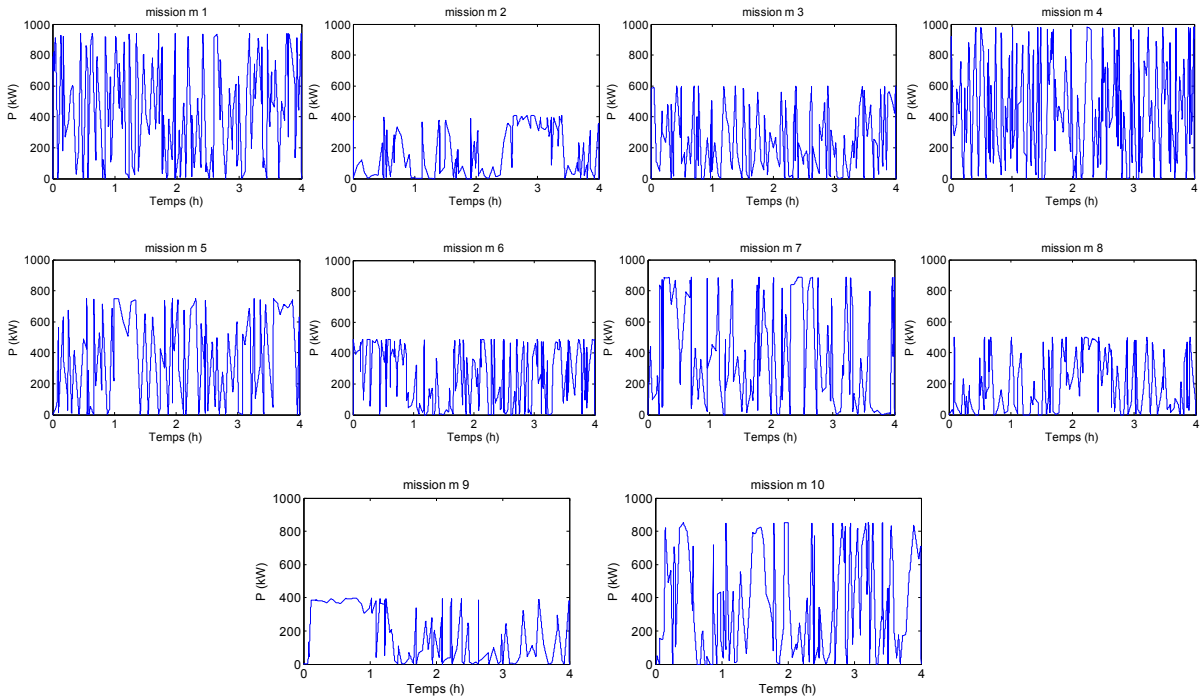 mission m 1
mission m 2
mission m 3
mission m 4
1000
800
600
400
200
0
P (kW)
0 1 2 3 4
Temps (h)
1000
800
600
400
200
0
P (kW)
0 1 2 3 4
Temps (h)
1000
800
600
400
200
0
P (kW)
0 1 2 3 4
Temps (h)
1000
800
600
400
200
0
P (kW)
0 1 2 3 4
Temps (h)
mission m 5
mission m 6
mission m 7
mission m 8
1000
800
600
400
200
0
P (kW)
0 1 2 3 4
Temps (h)
1000
800
600
400
200
0
P (kW)
0 1 2 3 4
Temps (h)
1000
800
600
400
200
0
P (kW)
0 1 2 3 4
Temps (h)
1000
800
600
400
200
0
P (kW)
0 1 2 3 4
Temps (h)
mission m 9
mission m 10
1000
800
600
400
200
0
P (kW)
0 1 2 3 4
Temps (h)
1000
800
600
400
200
0
P (kW)
0 1 2 3 4
Temps (h)